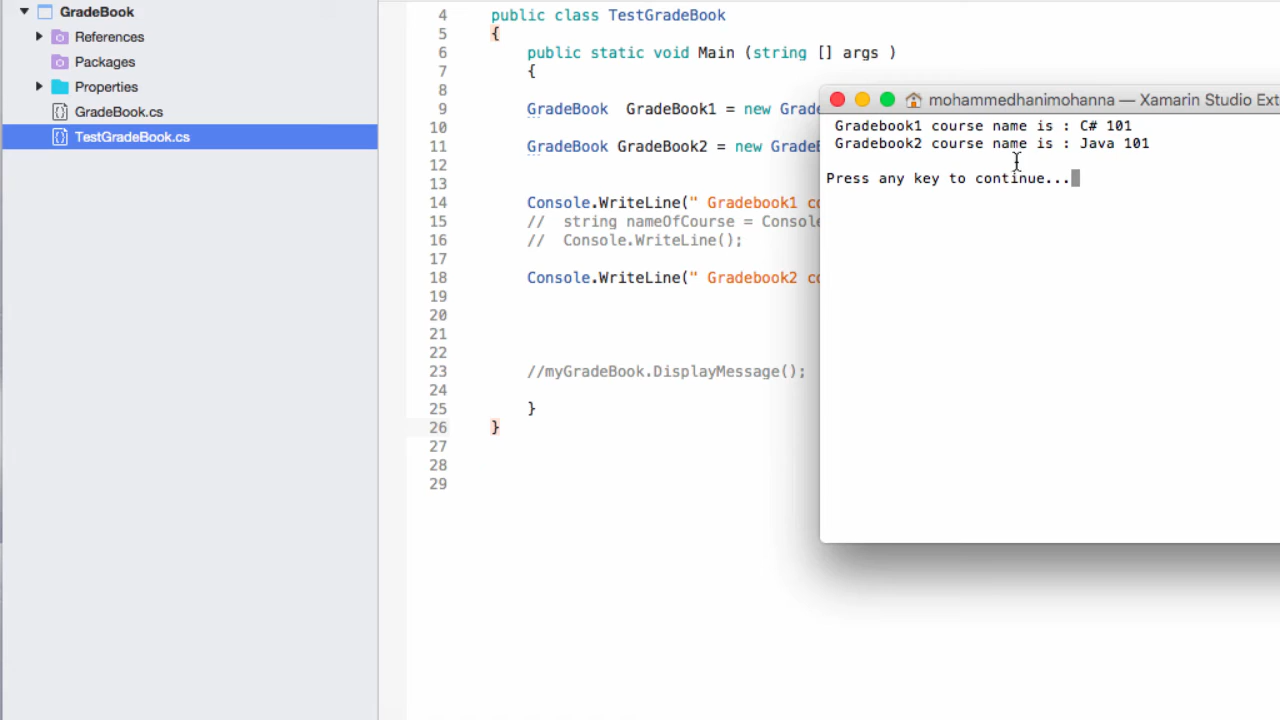 GradeBook
References
Packages
Properties
GradeBook.cs
TestGradeBook.cs
4 public class TestGradeBook
5 {
6 public static void Main (string [] args )
7 {
8
9 GradeBook  GradeBook1 = new Grade
10
11 GradeBook GradeBook2 = new GradeB
12
13
14 Console.WriteLine(" Gradebook1 co
15 //  string nameOfCourse = Console
16 //  Console.WriteLine();
17
18 Console.WriteLine(" Gradebook2 co
19
20
21
22
23 //myGradeBook.DisplayMessage();
24
25 }
26 }
27
28
29
mohammedhanimohanna — Xamarin Studio Ext
Gradebook1 course name is : C# 101
Gradebook2 course name is : Java 101
Press any key to continue...